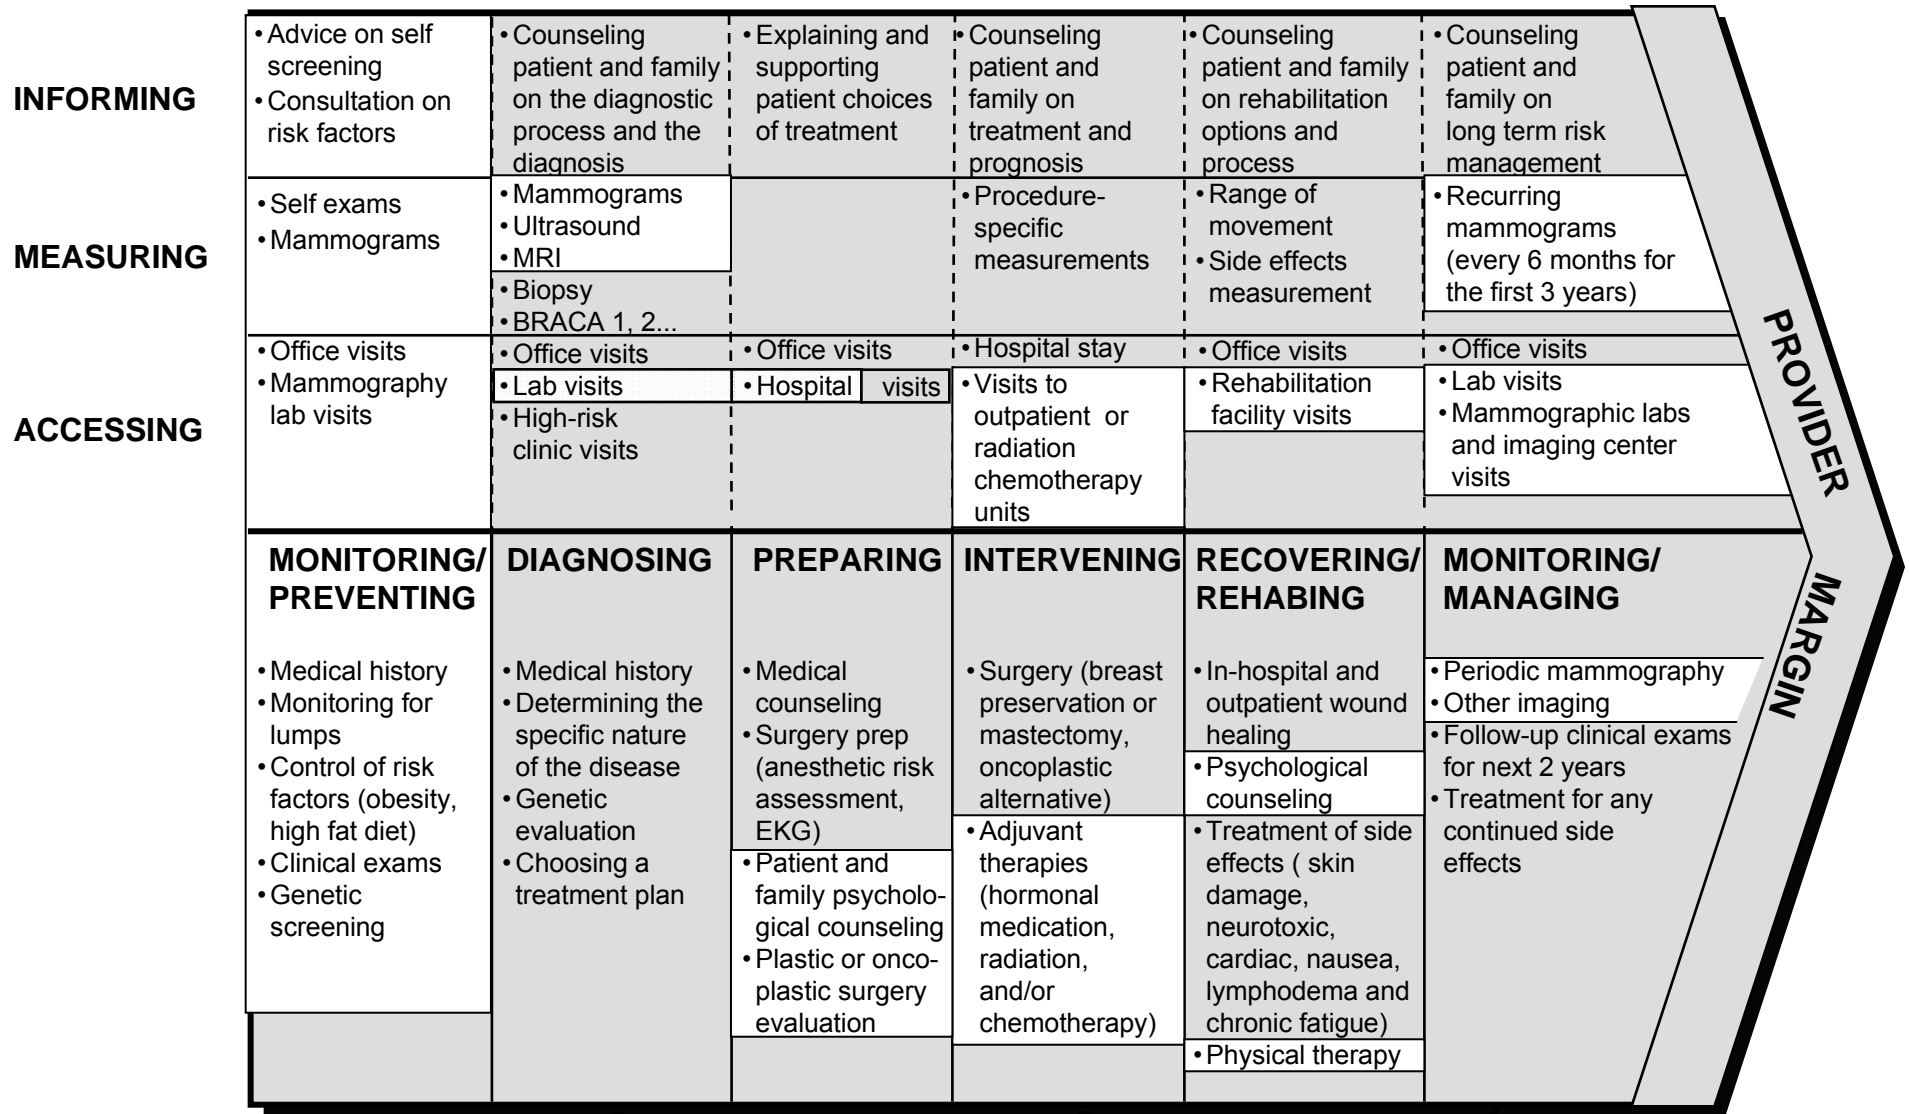 INFORMING
• Advice on self
screening
• Consultation on
risk factors
• Counseling
patient and family
on the diagnostic
process and the
diagnosis
• Explaining and
supporting
patient choices
of treatment
• Counseling
patient and
family on
treatment and
prognosis
• Counseling
patient and family
on rehabilitation
options and
process
• Counseling
patient and
family on
long term risk
management
MEASURING
• Self exams
• Mammograms
• Mammograms
• Ultrasound
• MRI
• Biopsy
• BRACA 1, 2...
• Procedure-
specific
measurements
• Range of
movement
• Side effects
measurement
• Recurring
mammograms
(every 6 months for
the first 3 years)
ACCESSING
• Office visits
• Mammography
lab visits
• Office visits
• Lab visits
• High-risk
clinic visits
• Office visits
• Hospital visits
• Hospital stay
• Visits to
outpatient or
radiation
chemotherapy
units
• Office visits
• Rehabilitation
facility visits
• Office visits
• Lab visits
• Mammographic labs
and imaging center
visits
MONITORING/
PREVENTING
• Medical history
• Monitoring for
lumps
• Control of risk
factors (obesity,
high fat diet)
• Clinical exams
• Genetic
screening
DIAGNOSING
• Medical history
• Determining the
specific nature
of the disease
• Genetic
evaluation
• Choosing a
treatment plan
PREPARING
• Medical
counseling
• Surgery prep
(anesthetic risk
assessment,
EKG)
• Patient and
family psycholo-
gical counseling
• Plastic or onco-
plastic surgery
evaluation
INTERVENING
• Surgery (breast
preservation or
mastectomy,
oncoplastic
alternative)
• Adjuvant
therapies
(hormonal
medication,
radiation,
and/or
chemotherapy)
RECOVERING/
REHABING
• In-hospital and
outpatient wound
healing
• Psychological
counseling
• Treatment of side
effects ( skin
damage,
neurotoxic,
cardiac, nausea,
lymphodema and
chronic fatigue)
• Physical therapy
MONITORING/
MANAGING
• Periodic mammography
• Other imaging
• Follow-up clinical exams
for next 2 years
• Treatment for any
continued side
effects
PROVIDER
MARGIN